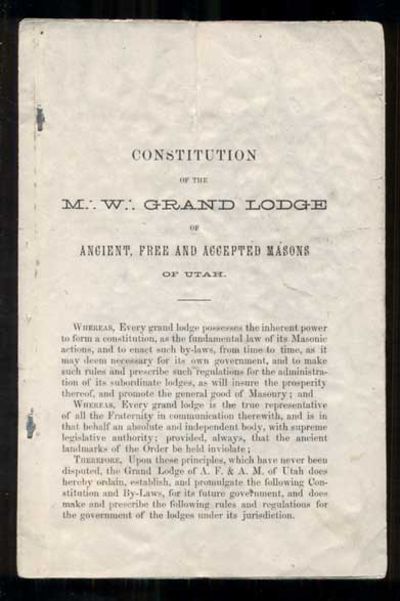 CONSTITUTION
OF THE
M∴ W∴ GRAND LODGE
OF
ANCIENT, FREE AND ACCEPTED MASONS
OF UTAH.
WHEREAS, Every grand lodge possesses the inherent power
to form a constitution, as the fundamental law of its Masonic
actions, and to enact such by-laws, from time to time, as it
may deem necessary for its own government, and to make
such rules and prescribe such regulations for the administra-
tion of its subordinate lodges, as will insure the prosperity
thereof, and promote the general good of Masonry; and
WHEREAS, Every grand lodge is the true representative
of all the Fraternity in communication therewith, and is in
that behalf an absolute and independent body, with supreme
legislative authority; provided, always, that the ancient
landmarks of the Order be held inviolate;
THEREFORE, Upon these principles, which have never been
disputed, the Grand Lodge of A. F. & A. M. of Utah does
hereby ordain, establish, and promulgate the following Con-
stitution and By-Laws, for its future government, and does
make and prescribe the following rules and regulations for
the government of the lodges under its jurisdiction.